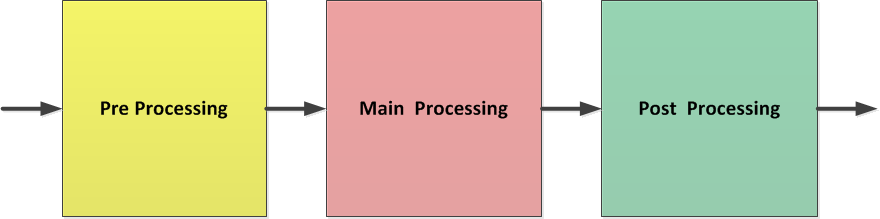 Pre Processing
Main Processing
Post Processing